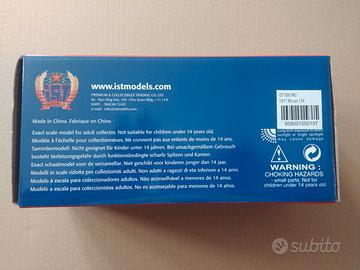 IST
www.istmodels.com
PREMIUM & COLLECTIBLES TRADING CO. LTD
NAPE - MACAU S.A.R
Made in China. Fabriqué en Chine.
Exact scale model for adult collector. Not suitable for children under 14 years old.
Modèle à l'échelle pour collectionneurs. Ne convient pas aux enfants de moins de 14 ans.
Sammlermodell: Nicht geeignet für Kinder unter 14 Jahren. Bei unsachgemäßem Gebrauch
besteht Verletzungsgefahr durch funktionsbedingte scharfe Spitzen und Kanten.
Exact schaalmodel voor de verzamelaar. Niet geschikt voor kinderen jonger dan 14 jaar.
Modelli in scala ridotta per collezionisti adulti. Non adatti a ragazzi di eta inferiore a 14 anni.
Modelo a escala para coleccionadores adultos. Não aconselhável a menores de 14 anos.
Modelo a escala para coleccionadores adultos. No es aconsejable para menores de 14 años.
WARNING :
CHOKING HAZARDS
- small parts. Not for
children under 14 years old.
subito